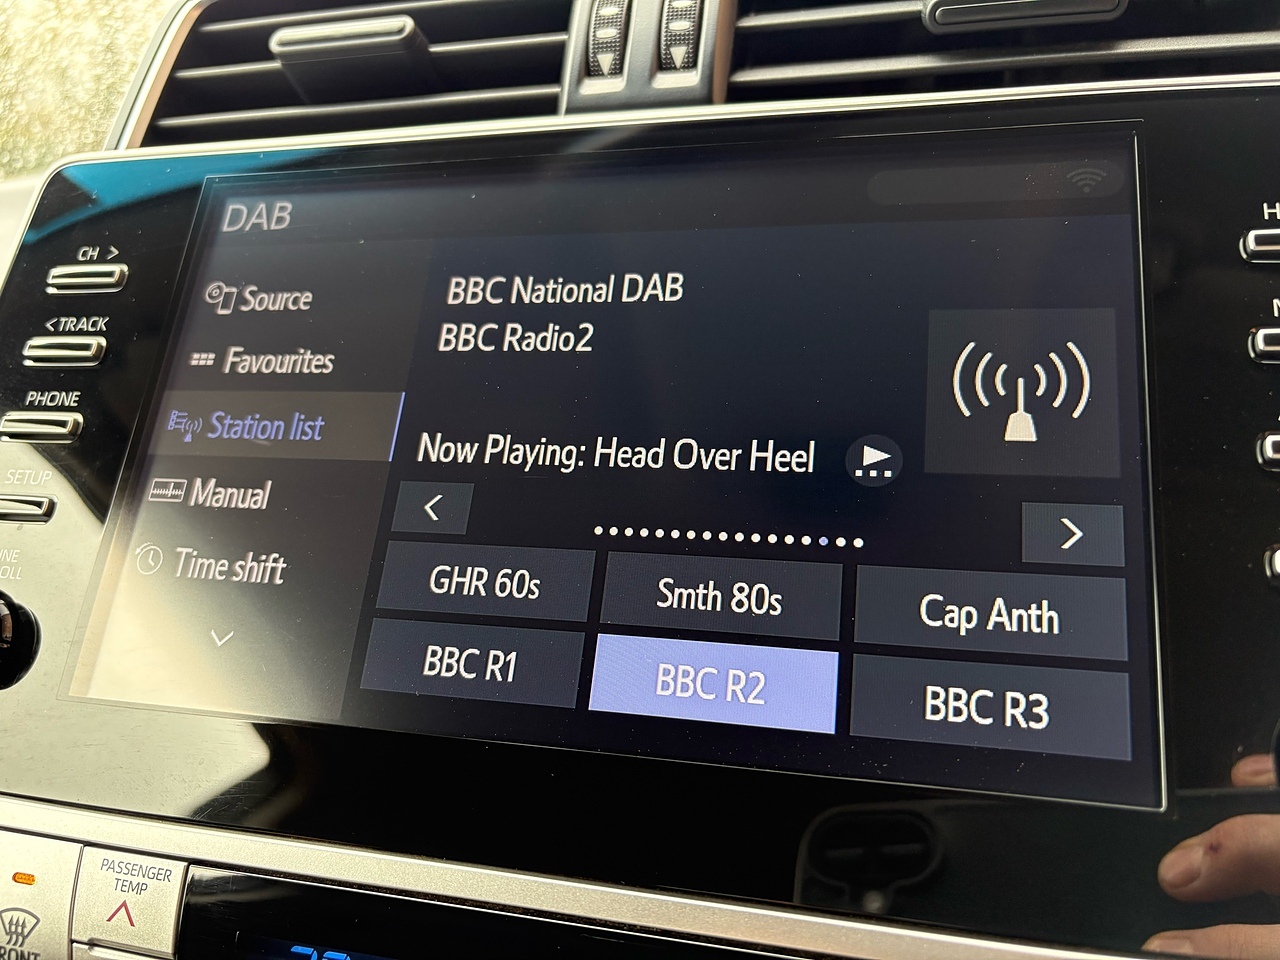 DAB
CH >
< TRACK
PHONE
SETUP
Source
Favourites
Station list
Manual
Time shift
BBC National DAB
BBC Radio2
Now Playing: Head Over Heel
GHR 60s
Smth 80s
Cap Anth
BBC R1
BBC R2
BBC R3
PASSENGER
TEMP